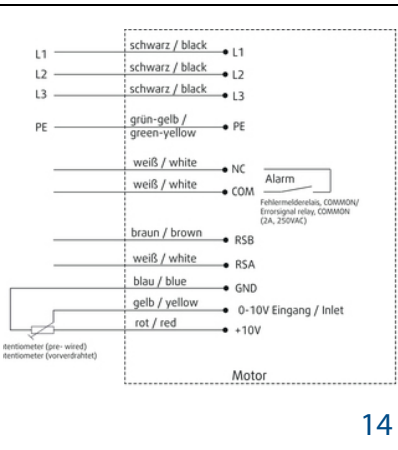 L1 schwarz / black L1
L2 schwarz / black L2
L3 schwarz / black L3
PE grün-gelb / green-yellow PE
weiß / white NC
Alarm
weiß / white COM
Fehlermelderelais, COMMON/
Errorsignal relay, COMMON
(2A, 250VAC)
braun / brown RSB
weiß / white RSA
blau / blue GND
gelb / yellow 0-10V Eingang / Inlet
rot / red +10V
(pre- wired)
(vorverdrahtet)
Motor
14